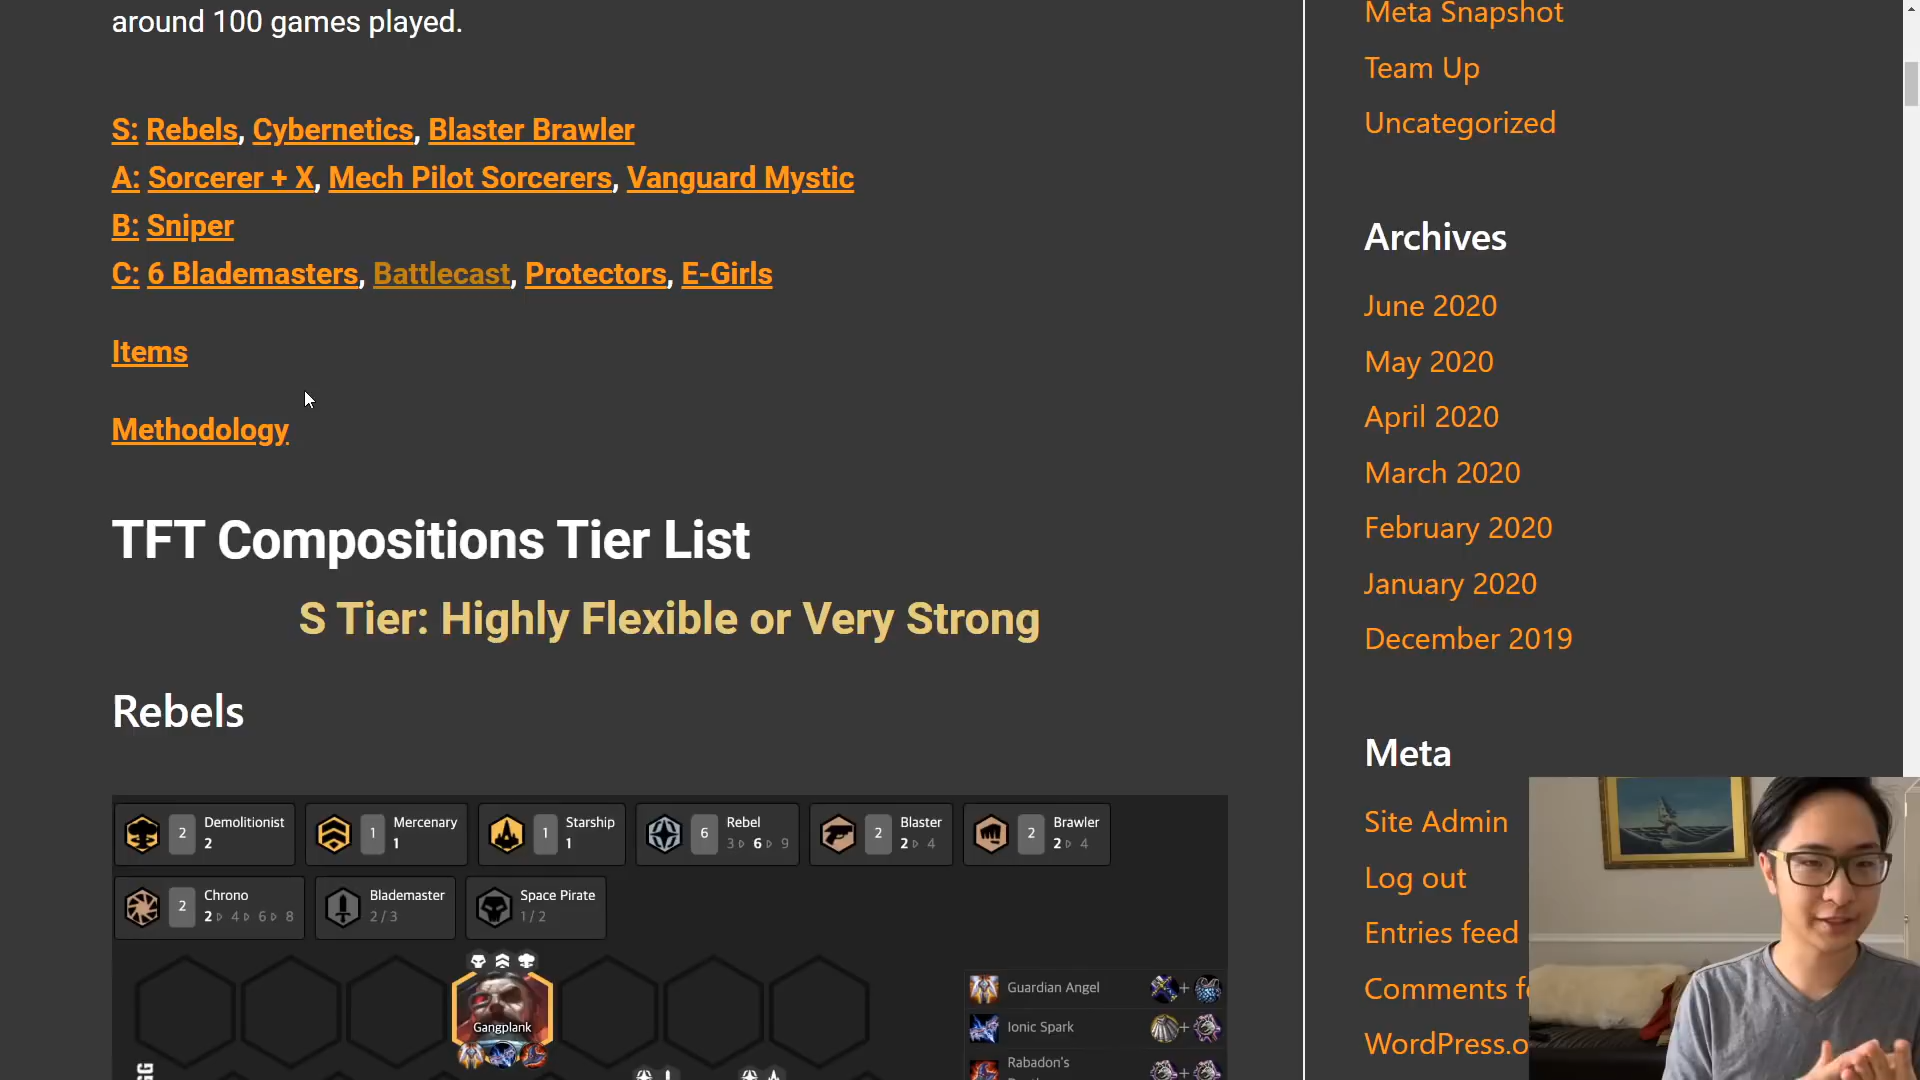 around 100 games played.
S: Rebels, Cybernetics, Blaster Brawler
A: Sorcerer + X, Mech Pilot Sorcerers, Vanguard Mystic
B: Sniper
C: 6 Blademasters, Battlecast, Protectors, E-Girls
Items
Methodology
TFT Compositions Tier List
S Tier: Highly Flexible or Very Strong
Rebels
2 Demolitionist 2
1 Mercenary 1
1 Starship 1
6 Rebel 3 6 9
2 Blaster 2 4
2 Brawler 2 4
2 Chrono 2 4 6 8
Blademaster 2 / 3
Space Pirate 1 / 2
Gangplank
GG
Guardian Angel +
Ionic Spark +
Rabadon's +
Meta Snapshot
Team Up
Uncategorized
Archives
June 2020
May 2020
April 2020
March 2020
February 2020
January 2020
December 2019
Meta
Site Admin
Log out
Entries feed
Comments fe
WordPress.o